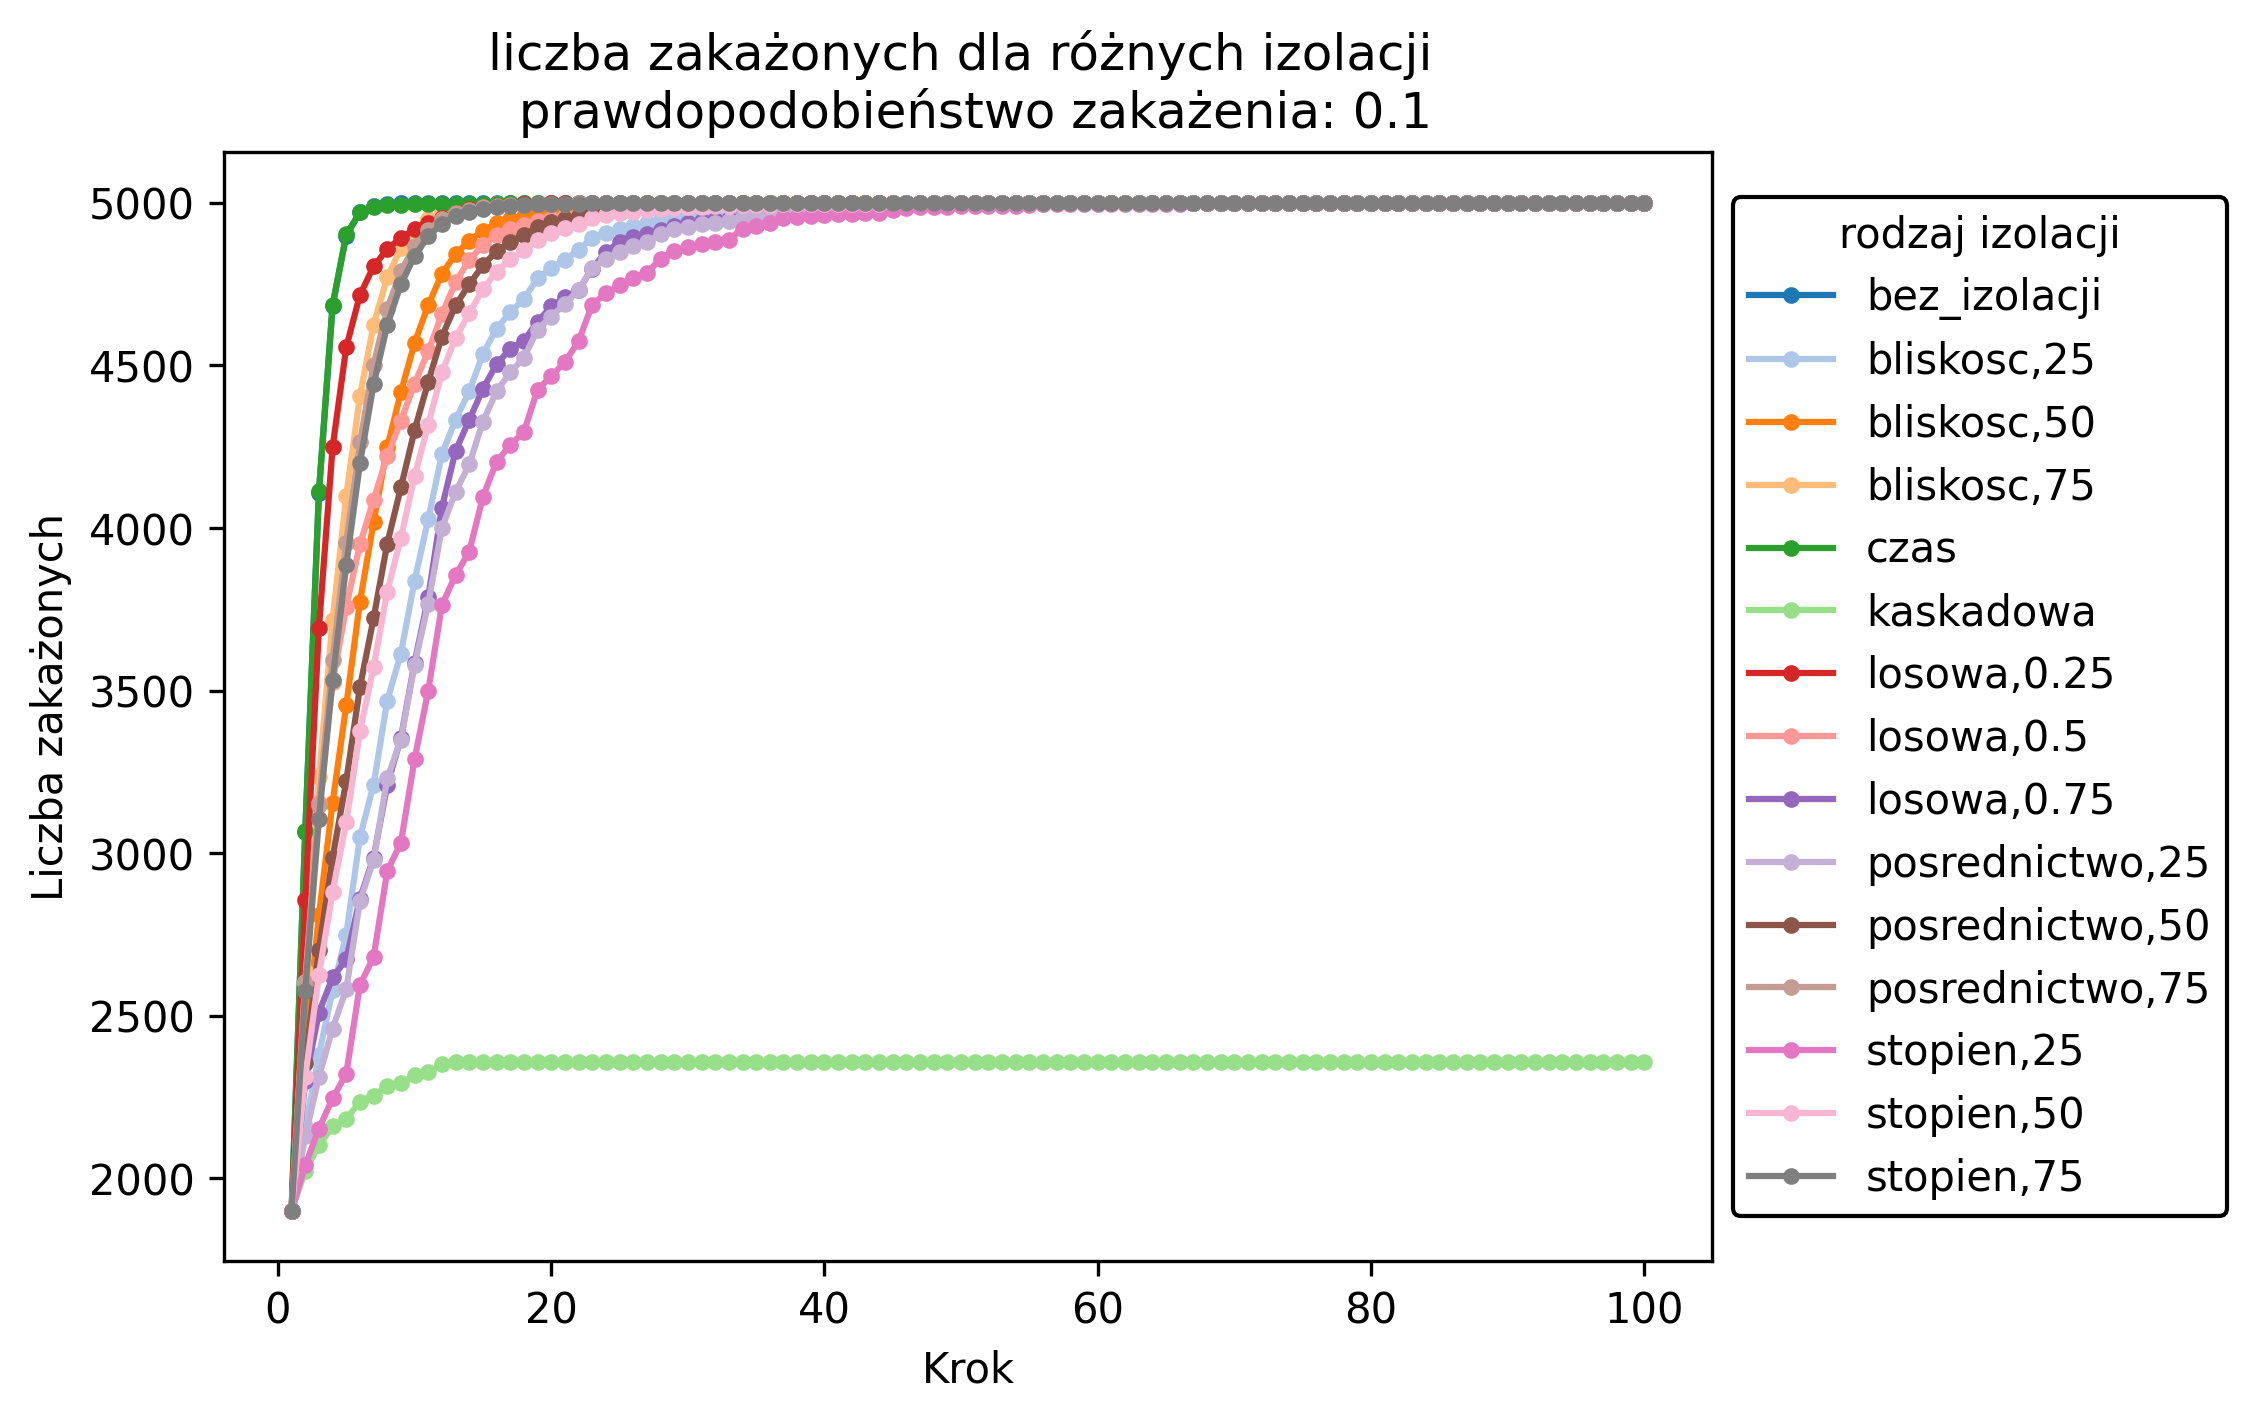 liczba zakażonych dla różnych izolacji
prawdopodobieństwo zakażenia: 0.1
Liczba zakażonych
5000
4500
4000
3500
3000
2500
2000
0
20
40
60
80
100
Krok
rodzaj izolacji
bez_izolacji
bliskosc,25
bliskosc,50
bliskosc,75
czas
kaskadowa
losowa,0.25
losowa,0.5
losowa,0.75
posrednictwo,25
posrednictwo,50
posrednictwo,75
stopien,25
stopien,50
stopien,75